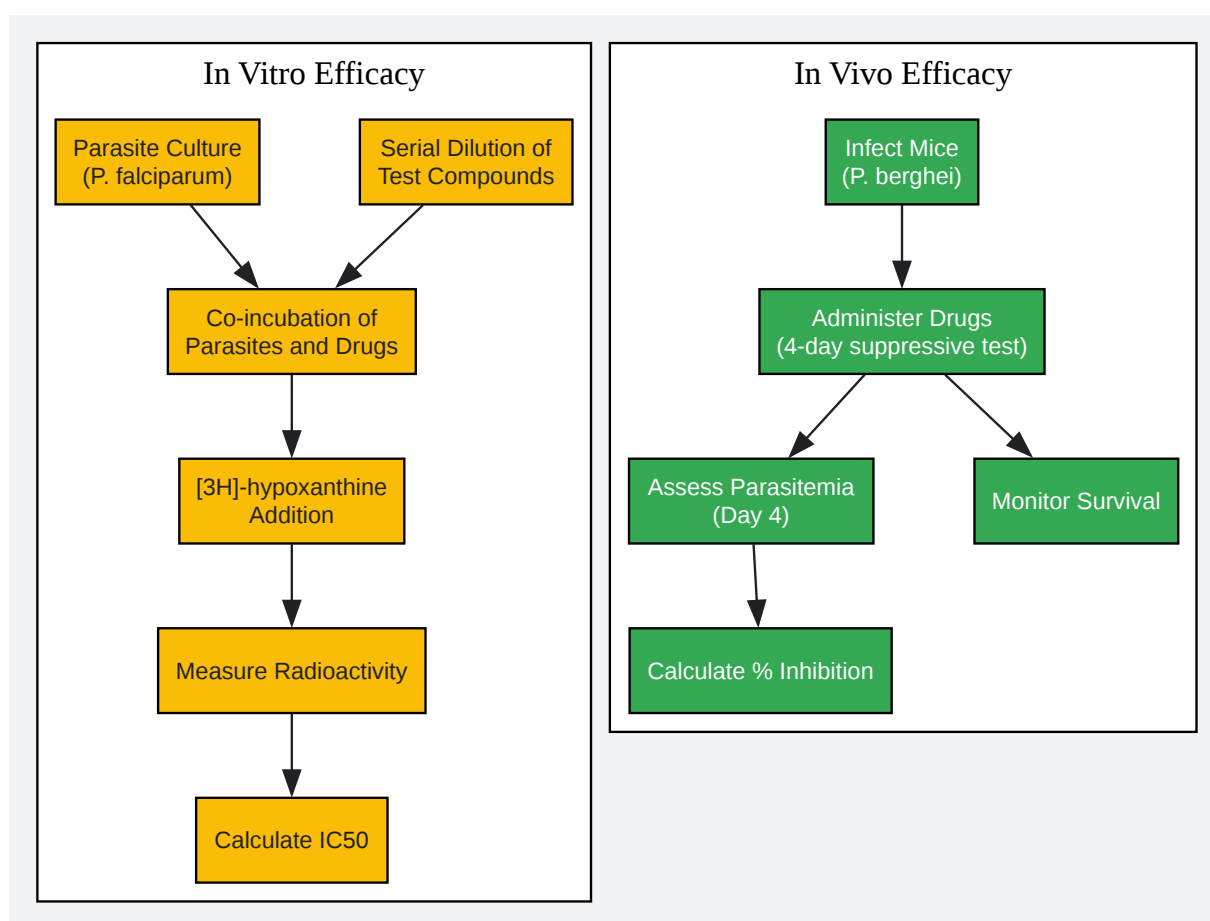 In Vitro Efficacy
Parasite Culture
(P. falciparum)
Serial Dilution of
Test Compounds
Co-incubation of
Parasites and Drugs
[3H]-hypoxanthine
Addition
Measure Radioactivity
Calculate IC50
In Vivo Efficacy
Infect Mice
(P. berghei)
Administer Drugs
(4-day suppressive test)
Assess Parasitemia
(Day 4)
Monitor Survival
Calculate % Inhibition